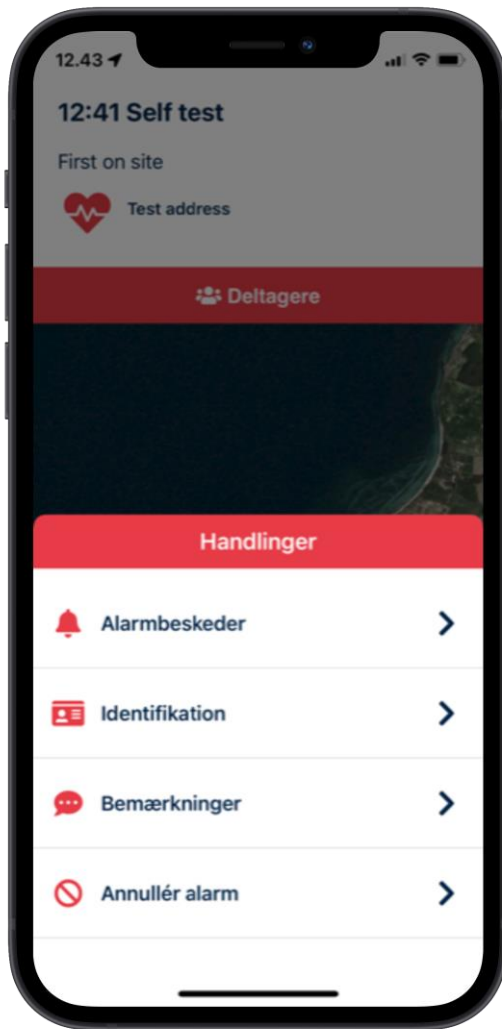 12.43
12:41 Self test
First on site
Test address
Deltagere
Handlinger
Alarmbeskeder
Identifikation
Bemærkninger
Annullér alarm